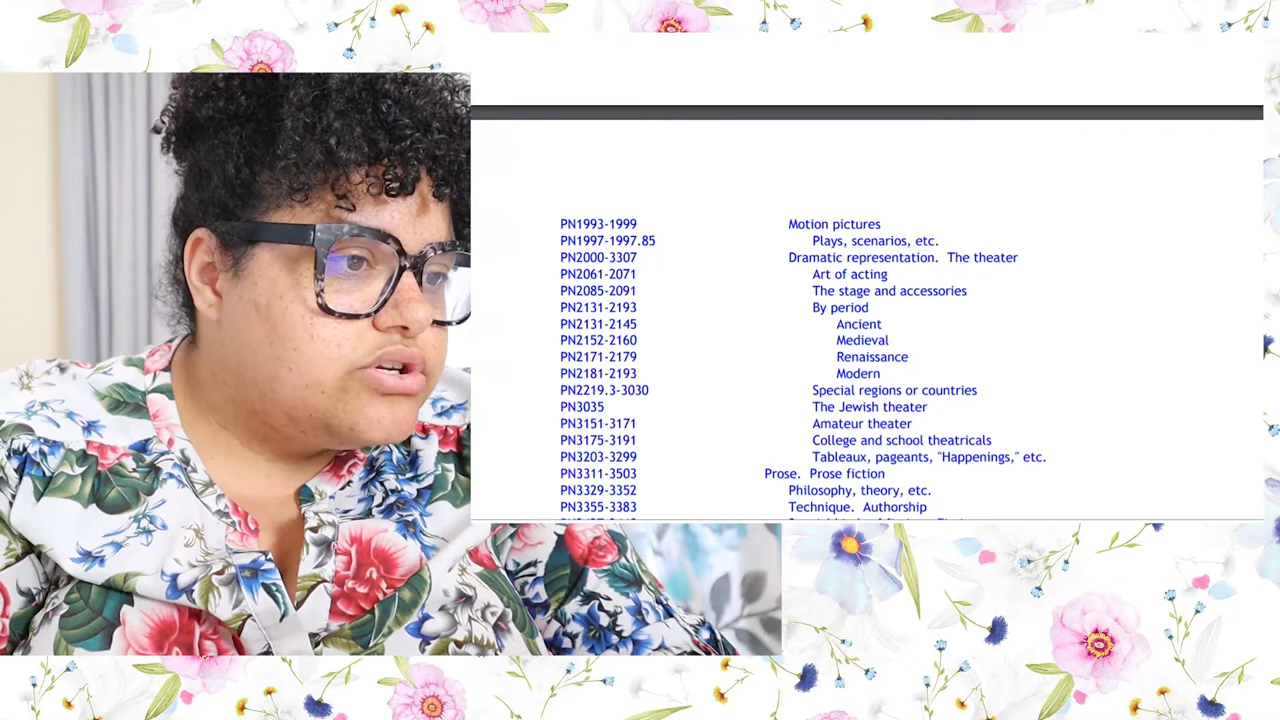 PN1993-1999 Motion pictures
PN1997-1997.85 Plays, scenarios, etc.
PN2000-3307 Dramatic representation. The theater
PN2061-2071 Art of acting
PN2085-2091 The stage and accessories
PN2131-2193 By period
PN2131-2145 Ancient
PN2152-2160 Medieval
PN2171-2179 Renaissance
PN2181-2193 Modern
PN2219.3-3030 Special regions or countries
PN3035 The Jewish theater
PN3151-3171 Amateur theater
PN3175-3191 College and school theatricals
PN3203-3299 Tableaux, pageants, "Happenings," etc.
PN3311-3503 Prose. Prose fiction
PN3329-3352 Philosophy, theory, etc.
PN3355-3383 Technique. Authorship